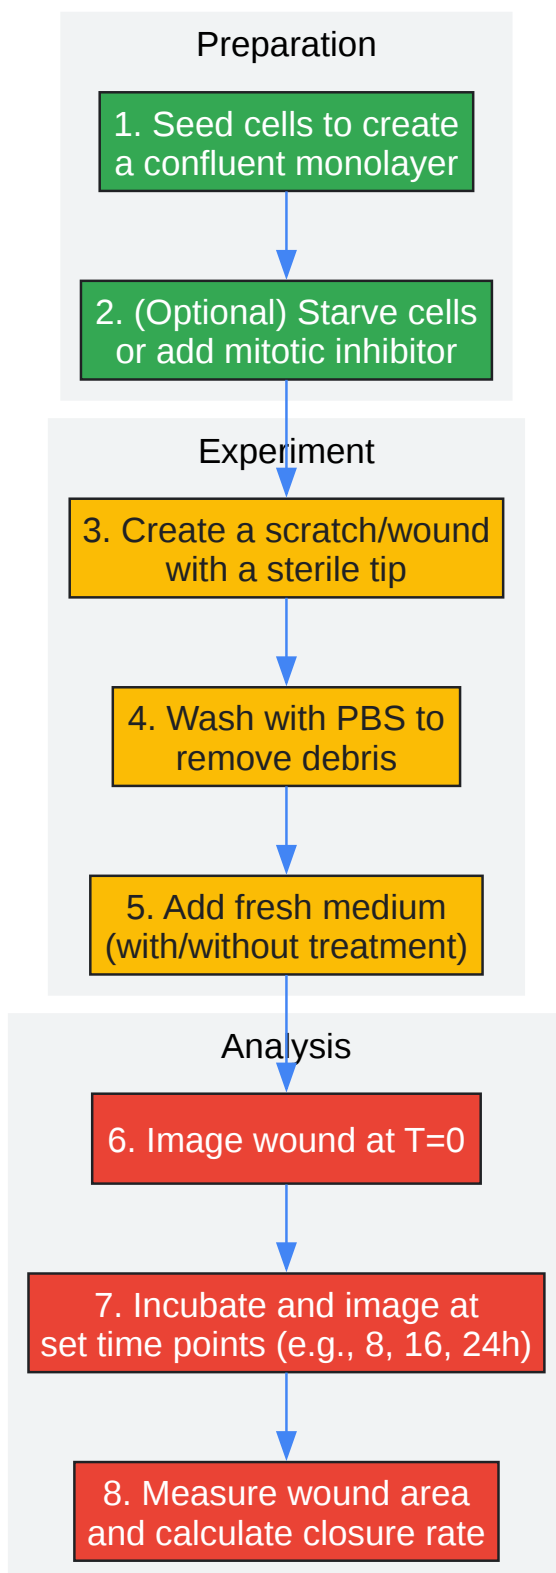 Preparation
1. Seed cells to create
a confluent monolayer
2. (Optional) Starve cells
or add mitotic inhibitor
Experiment
3. Create a scratch/wound
with a sterile tip
4. Wash with PBS to
remove debris
5. Add fresh medium
(with/without treatment)
Analysis
6. Image wound at T=0
7. Incubate and image at
set time points (e.g., 8, 16, 24h)
8. Measure wound area
and calculate closure rate